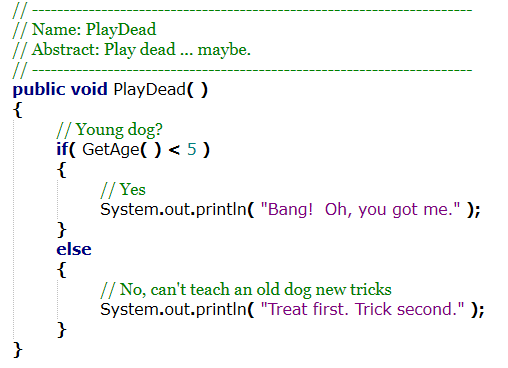 // ----------------------------------------------------------------------
// Name: PlayDead
// Abstract: Play dead ... maybe.
// ----------------------------------------------------------------------
public void PlayDead( )
{
// Young dog?
if( GetAge( ) < 5 )
{
// Yes
System.out.println( "Bang!  Oh, you got me." );
}
else
{
// No, can't teach an old dog new tricks
System.out.println( "Treat first. Trick second." );
}
}